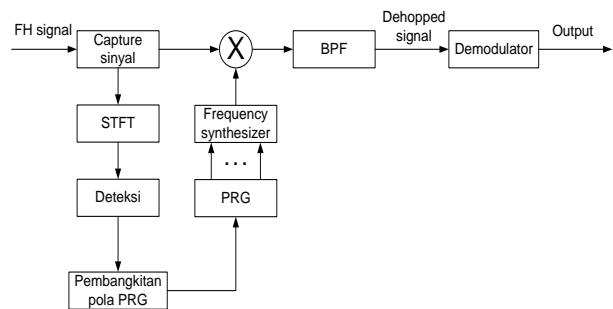 FH signal
Capture
sinyal
X
BPF
Dehopped
signal
Demodulator
Output
STFT
Frequency
synthesizer
...
Deteksi
PRG
Pembangkitan
pola PRG